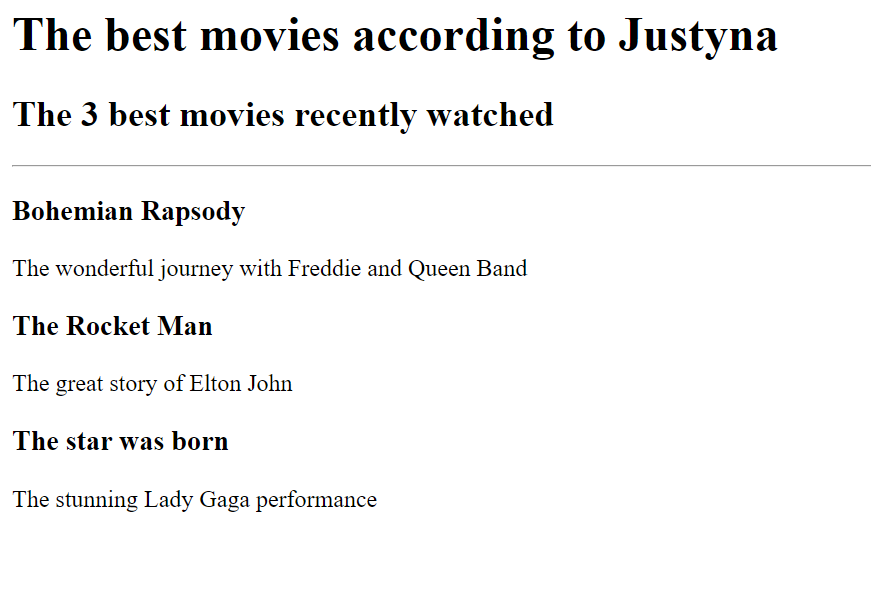 The best movies according to Justyna
The 3 best movies recently watched
Bohemian Rapsody
The wonderful journey with Freddie and Queen Band
The Rocket Man
The great story of Elton John
The star was born
The stunning Lady Gaga performance